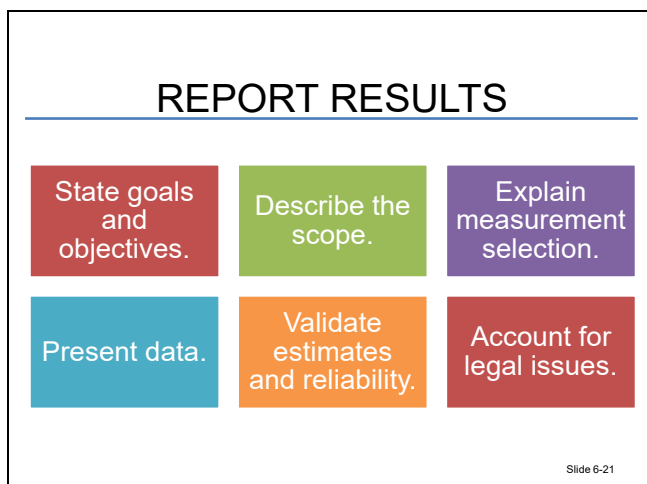 REPORT RESULTS
State goals
and
objectives.
Describe the
scope.
Explain
measurement
selection.
Present data.
Validate
estimates
and reliability.
Account for
legal issues.
Slide 6-21